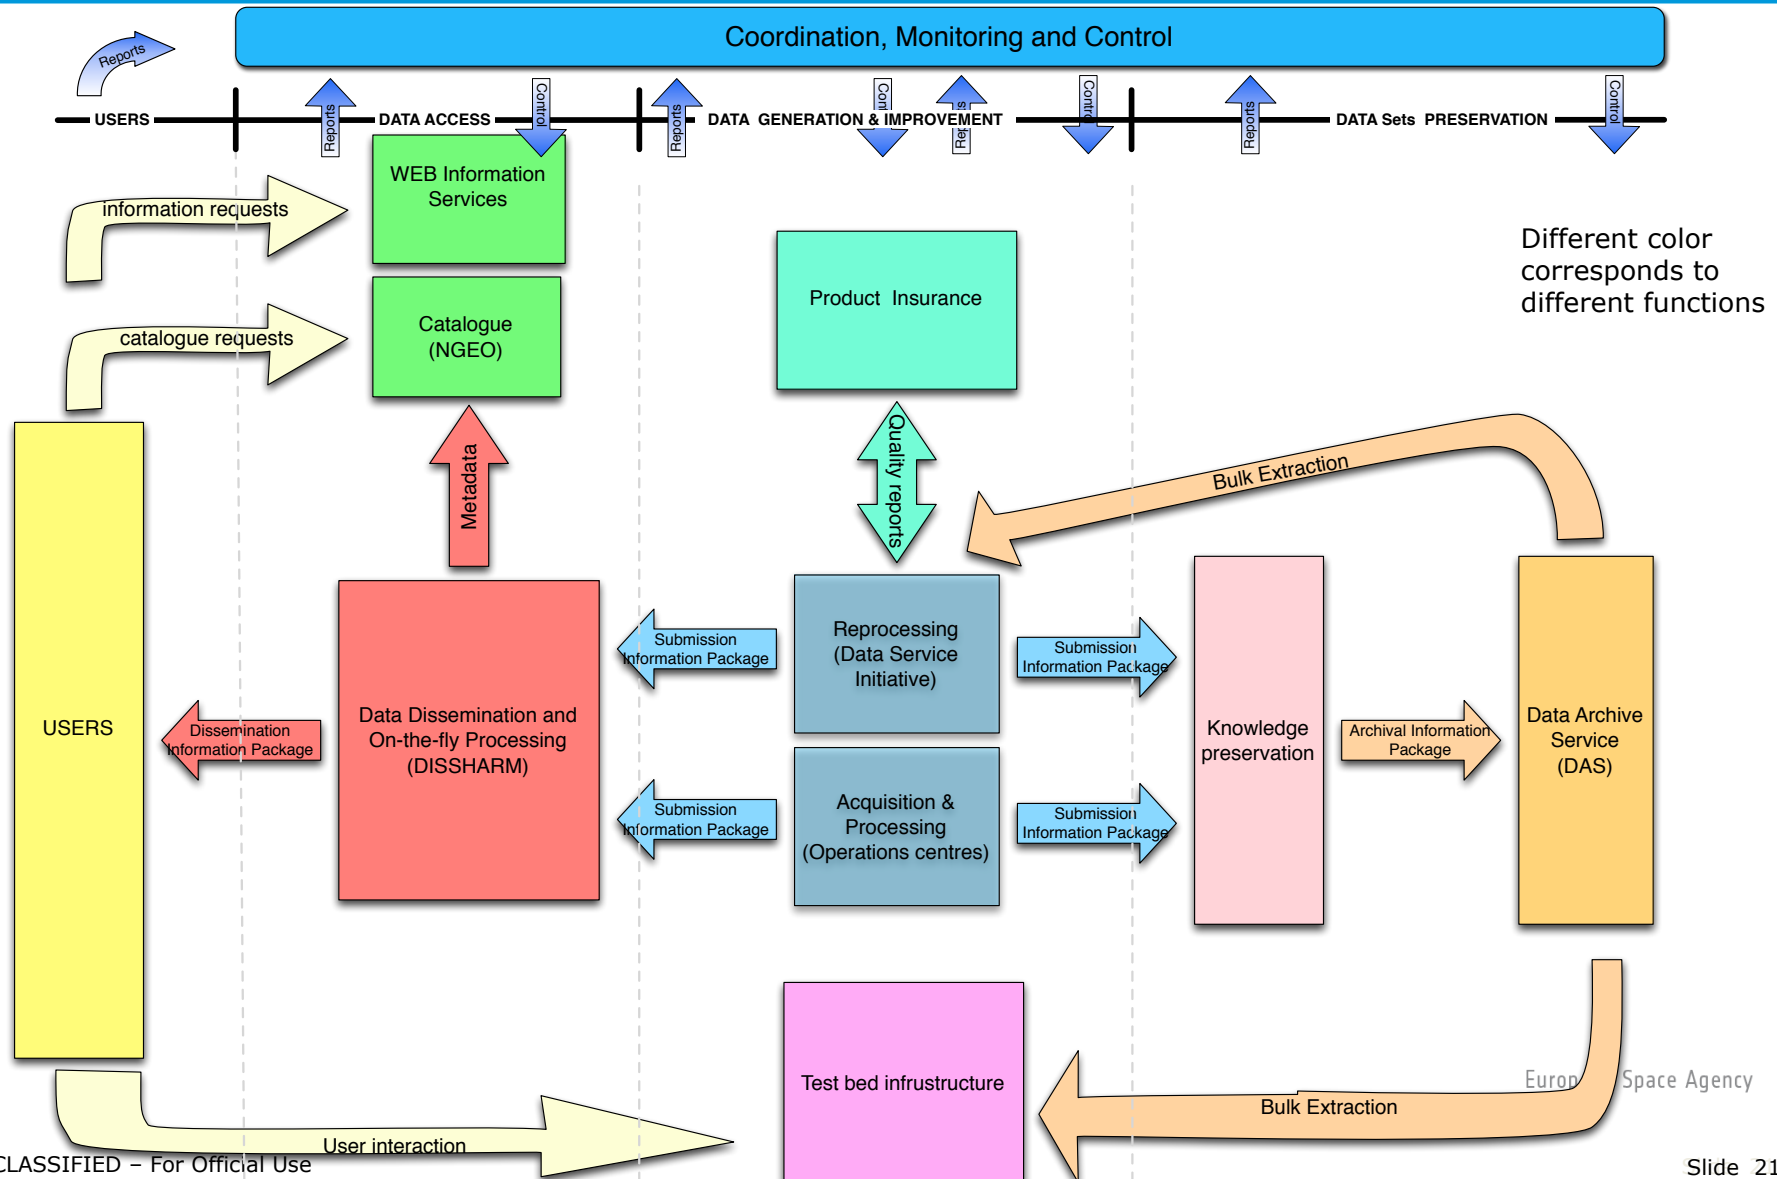 Coordination, Monitoring and Control
Reports
Reports
Control
Reports
Control
Reports
Control
Reports
Control
USERS
DATA ACCESS
DATA GENERATION & IMPROVEMENT
DATA Sets PRESERVATION
WEB Information
Services
information requests
Different color
corresponds to
different functions
Product Insurance
Catalogue
(NGEO)
catalogue requests
Metadata
Quality reports
Bulk Extraction
USERS
Dissemination
Information Package
Data Dissemination and
On-the-fly Processing
(DISSHARM)
Submission
Information Package
Reprocessing
(Data Service
Initiative)
Submission
Information Package
Submission
Information Package
Acquisition &
Processing
(Operations centres)
Submission
Information Package
Knowledge
preservation
Archival Information
Package
Data Archive
Service
(DAS)
Test bed infrustructure
Europ Space Agency
Bulk Extraction
User interaction
CLASSIFIED – For Official Use
Slide 21